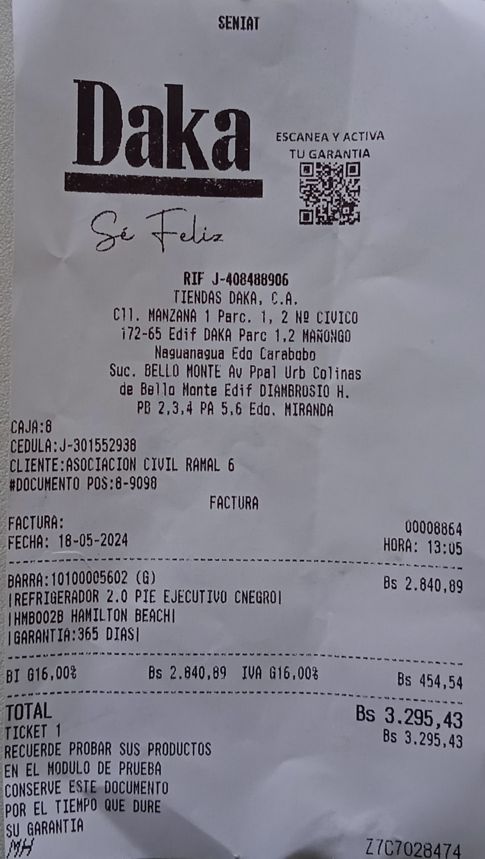 SENIAT
Daka
ESCANEA Y ACTIVA
TU GARANTIA
Sé Feliz
RIF J-408488906
TIENDAS DAKA, C.A.
Cll. MANZANA 1 Parc. 1, 2 Nº CIVICO
i72-65 Edif DAKA Parc 1,2 MAÑONGO
Naguanagua Edo Carabobo
Suc. BELLO MONTE Av Ppal Urb Colinas
de Bello Monte Edif DIAMBROSIO H.
PB 2,3,4 PA 5,6 Edo. MIRANDA
CAJA:8
CEDULA:J-301552938
CLIENTE:ASOCIACION CIVIL RAMAL 6
#DOCUMENTO POS:8-9098
FACTURA
FACTURA: 00008864
FECHA: 18-05-2024 HORA: 13:05
BARRA:10100005602 (G) Bs 2.840,89
|REFRIGERADOR 2.0 PIE EJECUTIVO CNEGRO|
|HMB002B HAMILTON BEACH|
|GARANTIA:365 DIAS|
BI G16,00% Bs 2.840,89 IVA G16,00% Bs 454,54
TOTAL Bs 3.295,43
TICKET 1 Bs 3.295,43
RECUERDE PROBAR SUS PRODUCTOS
EN EL MODULO DE PRUEBA
CONSERVE ESTE DOCUMENTO
POR EL TIEMPO QUE DURE
SU GARANTIA
MH Z7C7028474